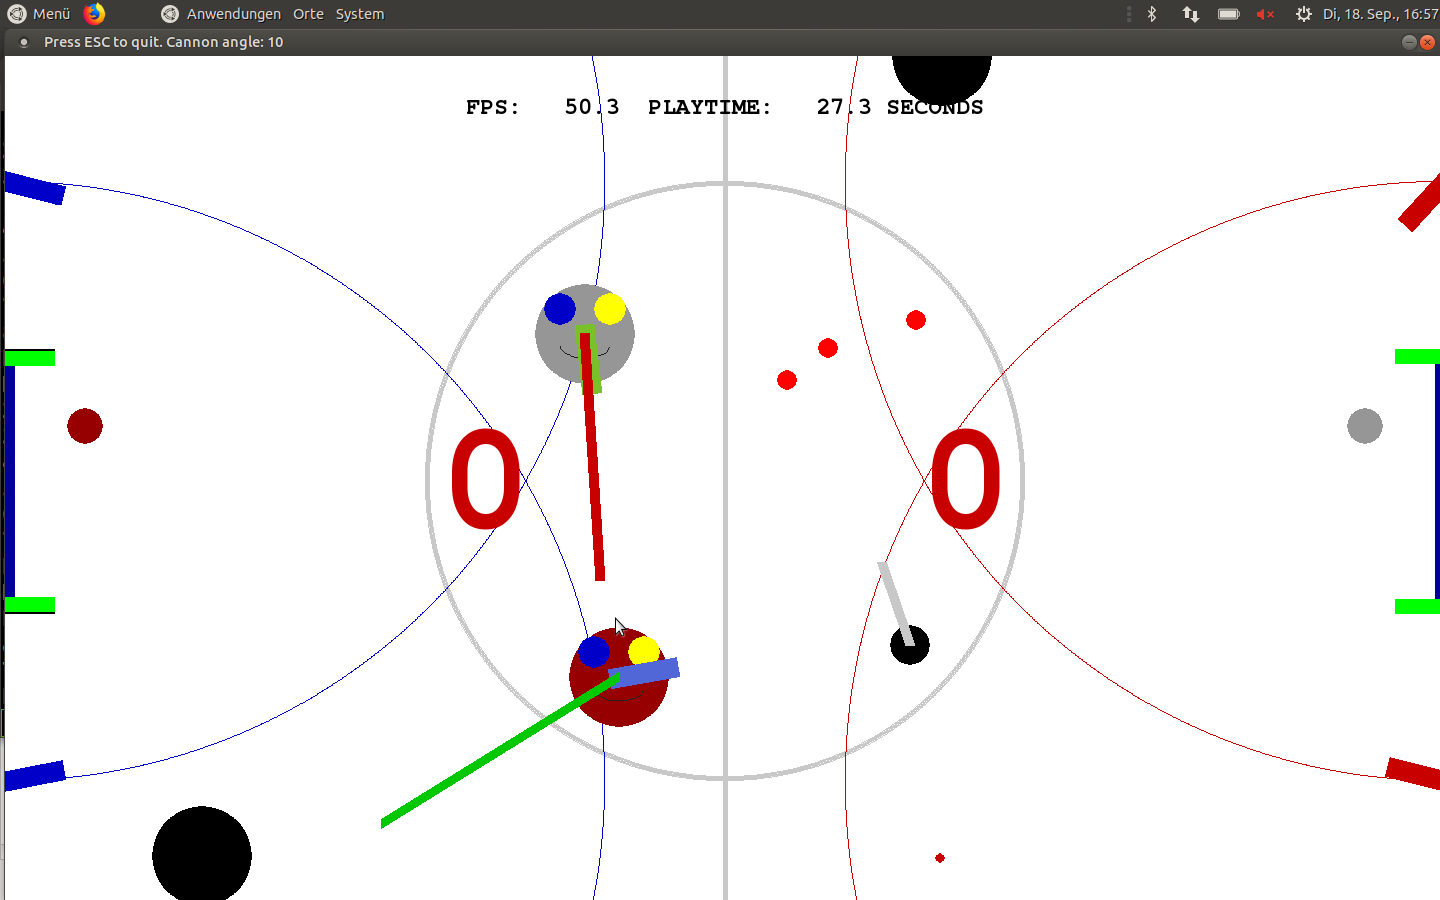 Menü Anwendungen Orte System Di, 18. Sep., 16:57
Press ESC to quit. Cannon angle: 10
FPS: 50.3 PLAYTIME: 27.3 SECONDS
0 0